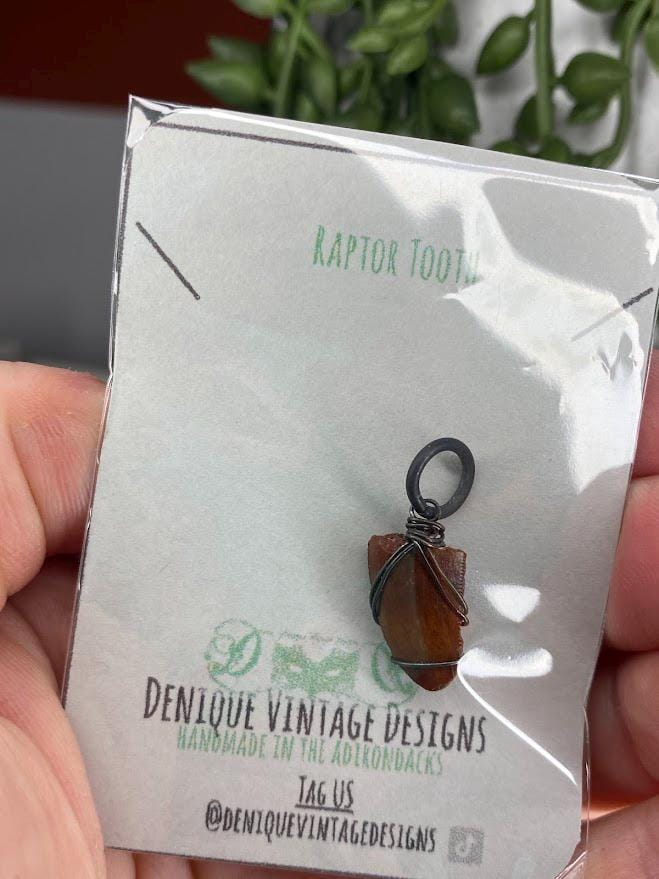 RAPTOR TOOTH
D
DENIQUE VINTAGE DESIGNS
HANDMADE IN THE ADIRONDACKS
TAG US
@DENIQUEVINTAGEDESIGNS